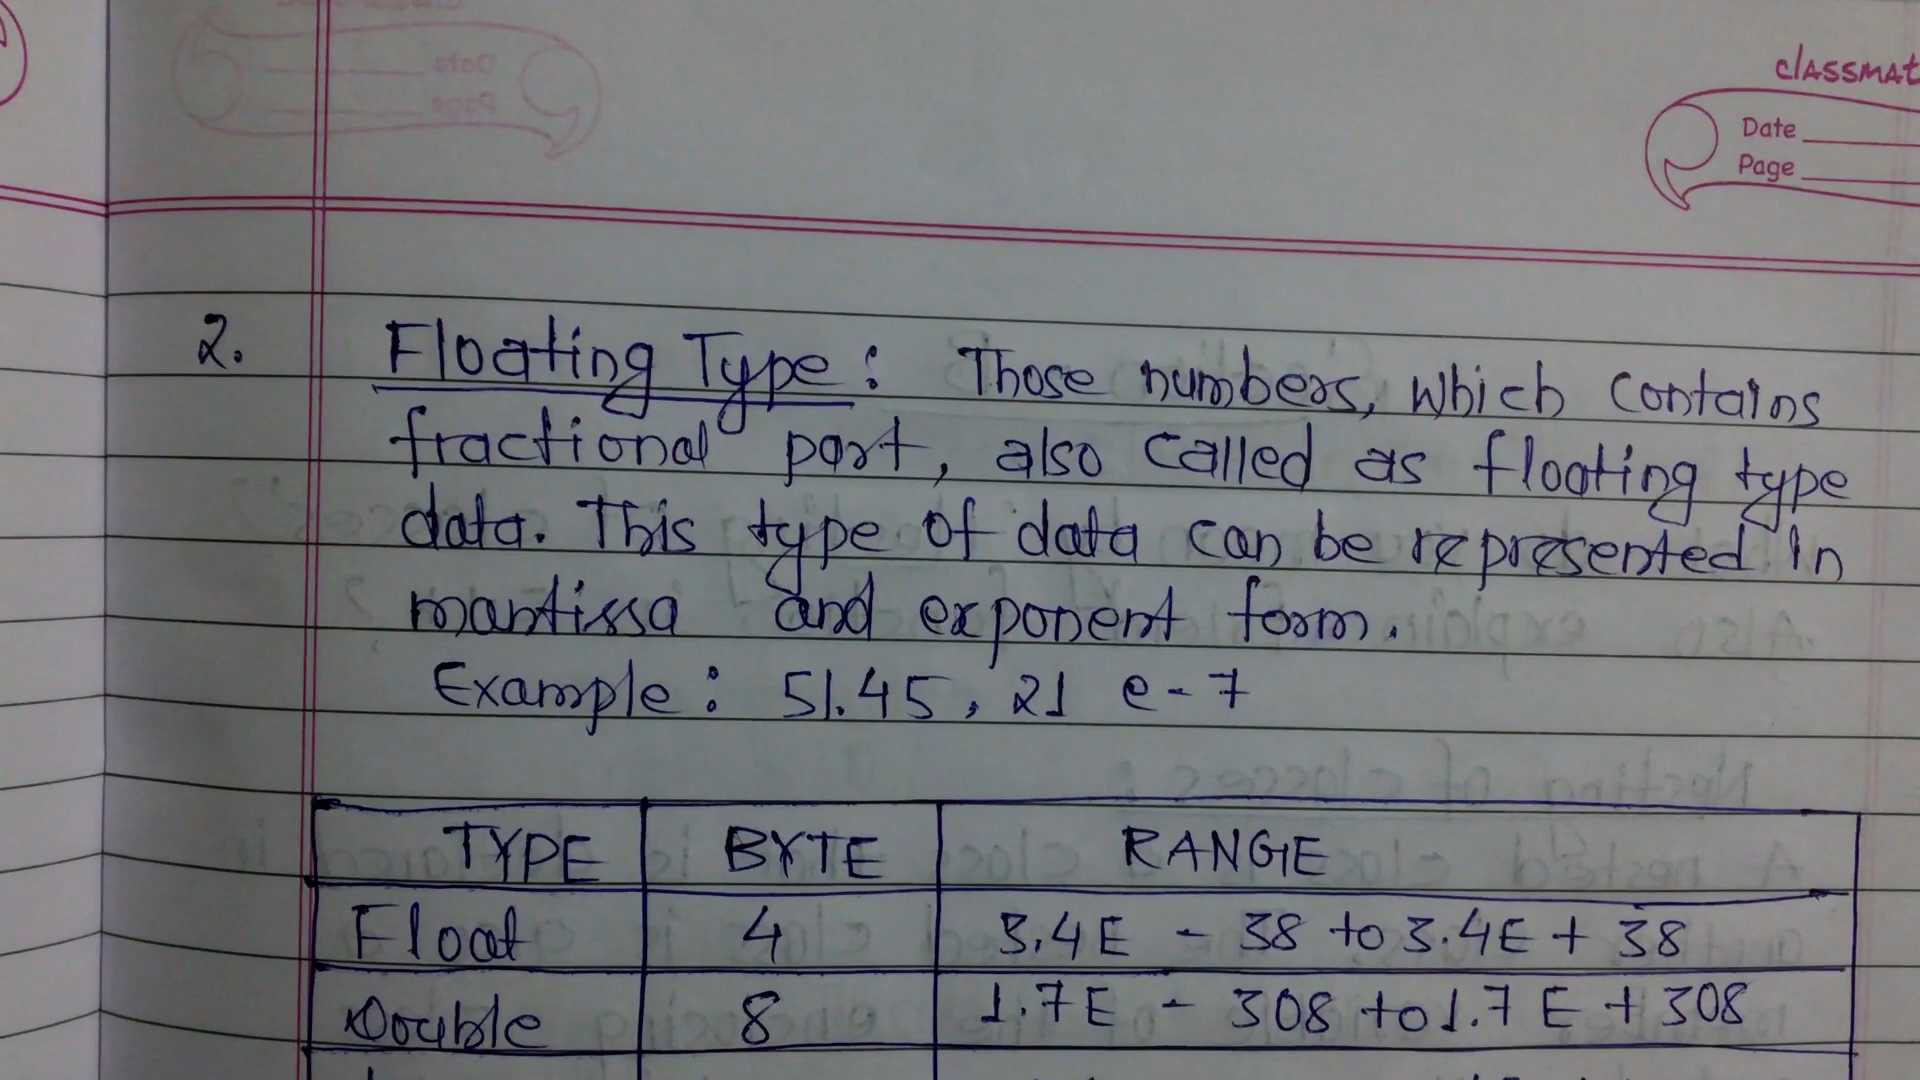 classmat
Date
Page
2. Floating Type : Those numbers, which contains
fractional part, also called as floating type
data. This type of data can be represented in
mantissa and exponent form.
Example : 51.45, 21 e-7
TYPE BYTE RANGE
Float 4 3.4E - 38 to 3.4E + 38
Double 8 1.7E - 308 to 1.7 E + 308